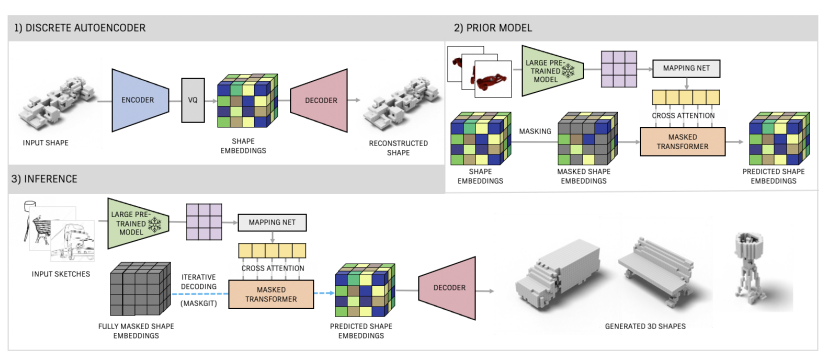 1) DISCRETE AUTOENCODER
INPUT SHAPE
ENCODER
VQ
SHAPE
EMBEDDINGS
DECODER
RECONSTRUCTED
SHAPE
2) PRIOR MODEL
LARGE PRE-
TRAINED
MODEL
MAPPING NET
CROSS ATTENTION
SHAPE
EMBEDDINGS
MASKING
MASKED SHAPE
EMBEDDINGS
MASKED
TRANSFORMER
PREDICTED SHAPE
EMBEDDINGS
3) INFERENCE
INPUT SKETCHES
LARGE PRE-
TRAINED
MODEL
MAPPING NET
CROSS ATTENTION
FULLY MASKED SHAPE
EMBEDDINGS
ITERATIVE
DECODING
(MASKGIT)
MASKED
TRANSFORMER
PREDICTED SHAPE
EMBEDDINGS
DECODER
GENERATED 3D SHAPES